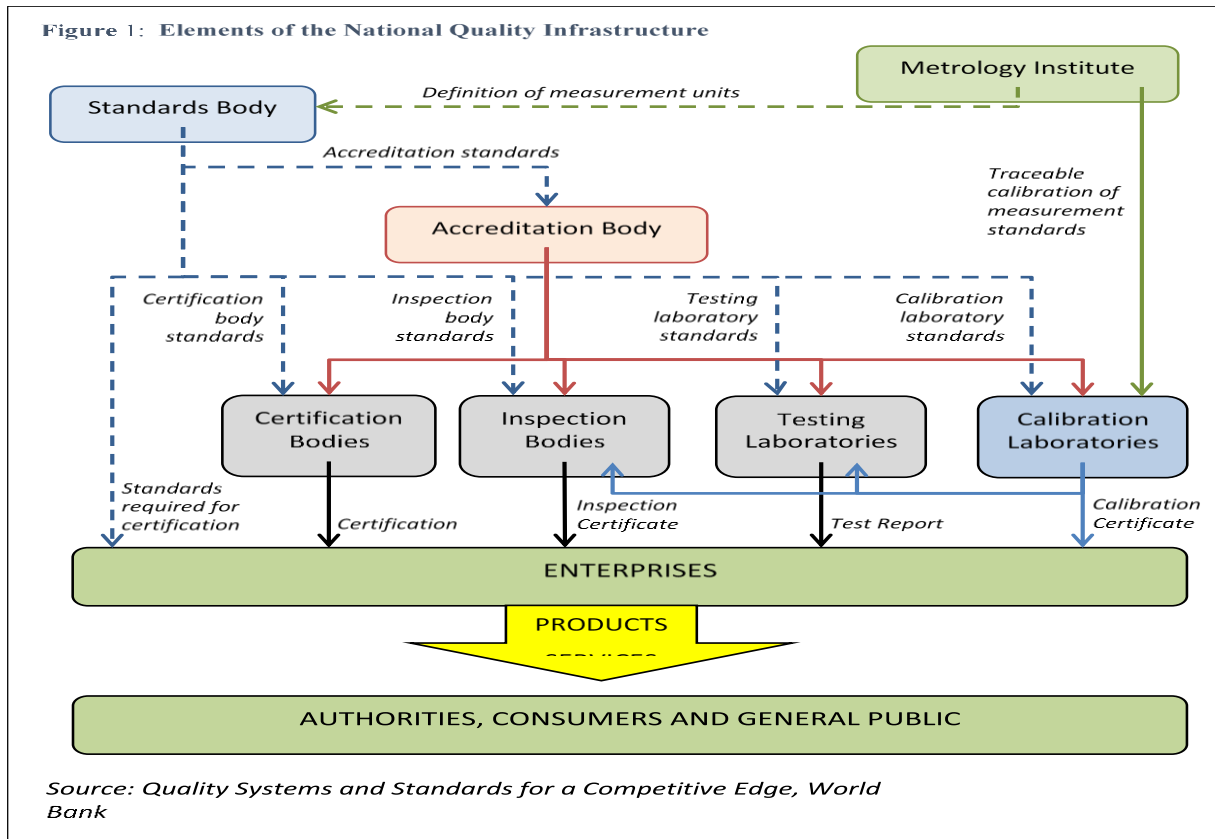 Figure 1: Elements of the National Quality Infrastructure
Metrology Institute
Definition of measurement units
Standards Body
Accreditation standards
Traceable
calibration of
measurement
standards
Accreditation Body
Certification
body
standards
Inspection
body
standards
Testing
laboratory
standards
Calibration
laboratory
standards
Certification
Bodies
Inspection
Bodies
Testing
Laboratories
Calibration
Laboratories
Standards
required for
certification
Certification
Inspection
Certificate
Test Report
Calibration
Certificate
ENTERPRISES
PRODUCTS
SERVICES
AUTHORITIES, CONSUMERS AND GENERAL PUBLIC
Source: Quality Systems and Standards for a Competitive Edge, World
Bank